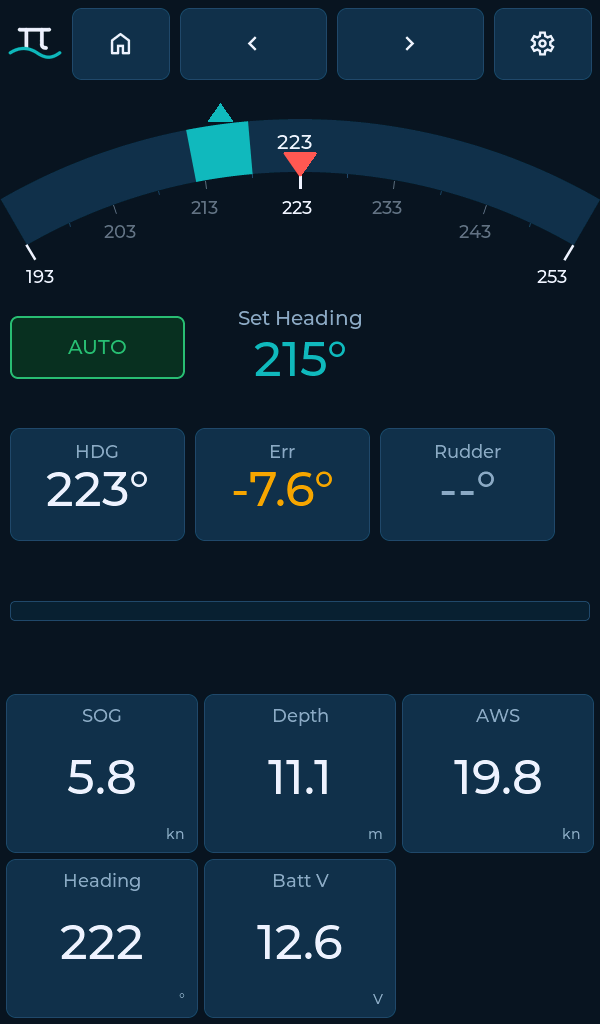 223
213
223
233
203
243
193
253
Set Heading
AUTO
215°
HDG
Err
Rudder
223°
-7.6°
--°
SOG
Depth
AWS
5.8
11.1
19.8
kn
m
kn
Heading
Batt V
222
12.6
°
V